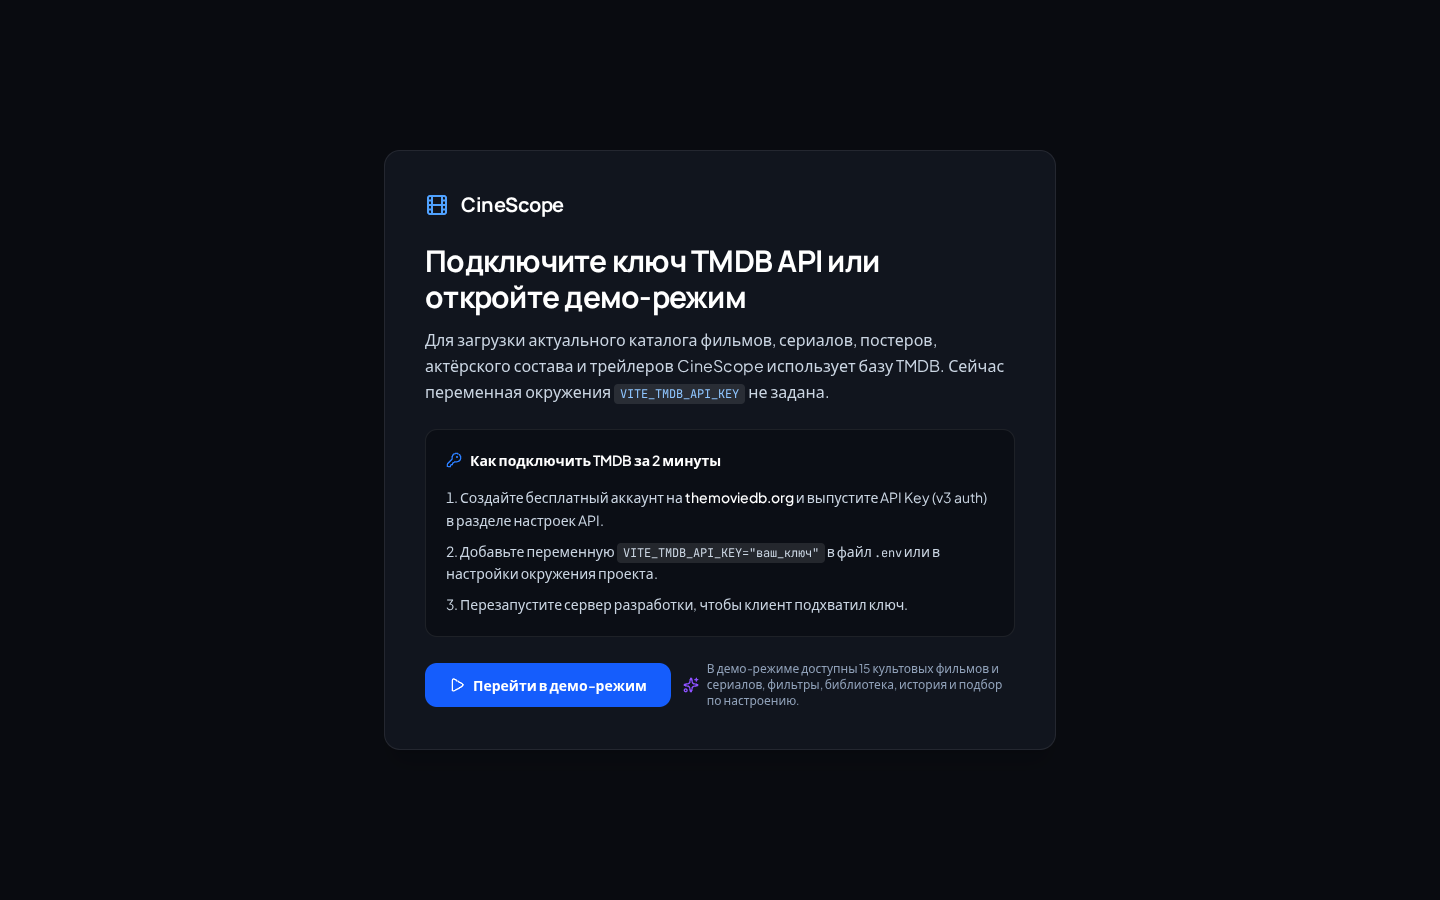 CineScope
Подключите ключ TMDB API или
откройте демо-режим
Для загрузки актуального каталога фильмов, сериалов, постеров,
актёрского состава и трейлеров CineScope использует базу TMDB. Сейчас
переменная окружения VITE_TMDB_API_KEY не задана.
Как подключить TMDB за 2 минуты
1. Создайте бесплатный аккаунт на themoviedb.org и выпустите API Key (v3 auth)
в разделе настроек API.
2. Добавьте переменную VITE_TMDB_API_KEY="ваш_ключ" в файл .env или в
настройки окружения проекта.
3. Перезапустите сервер разработки, чтобы клиент подхватил ключ.
Перейти в демо-режим
В демо-режиме доступны 15 культовых фильмов и
сериалов, фильтры, библиотека, история и подбор
по настроению.